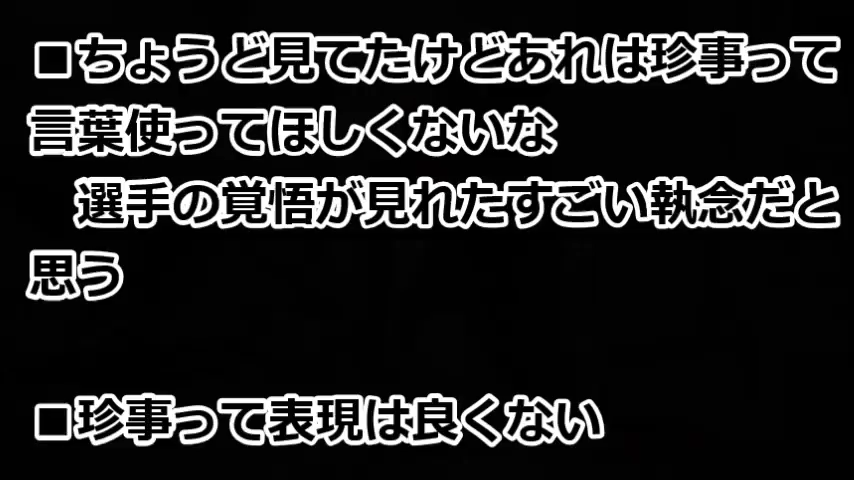 □ちょうど見てたけどあれは珍事って
言葉使ってほしくないな
　選手の覚悟が見れたすごい執念だと
思う
□珍事って表現は良くない